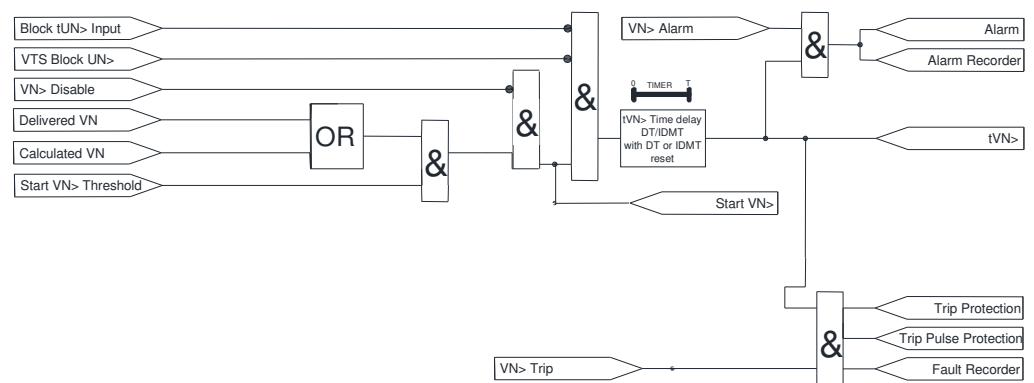 Block tUN> Input
VN> Alarm
Alarm
&
VTS Block UN>
Alarm Recorder
VN> Disable
0 TIMER T
&
Delivered VN
&
tVN> Time delay
DT/IDMT
with DT or IDMT
reset
OR
tVN>
Calculated VN
&
Start VN> Threshold
Start VN>
Trip Protection
Trip Pulse Protection
&
VN> Trip
Fault Recorder